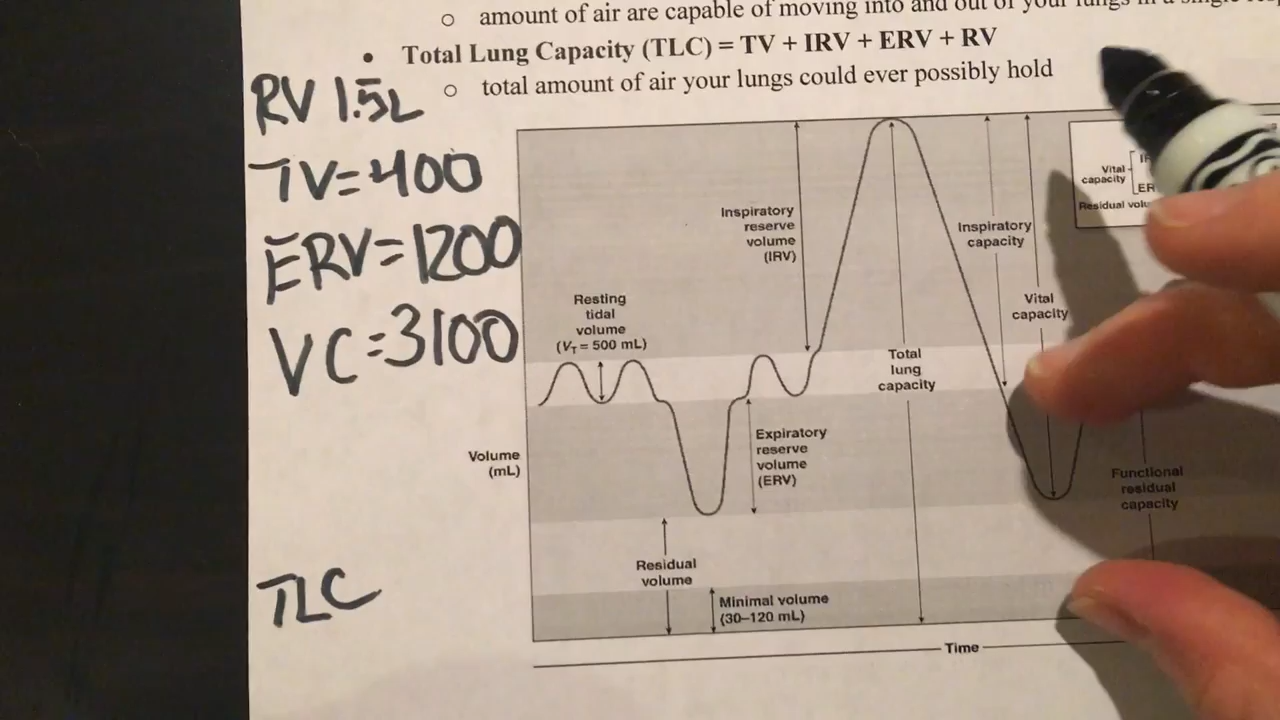 amount of air are capable of moving into and out of your lungs in a single
Total Lung Capacity (TLC) = TV + IRV + ERV + RV
total amount of air your lungs could ever possibly hold
RV 1.5L
TV=400
ERV=1200
VC=3100
TLC
Inspiratory
reserve
volume
(IRV)
Resting
tidal
volume
(VT = 500 mL)
Volume
(mL)
Expiratory
reserve
volume
(ERV)
Residual
volume
Minimal volume
(30–120 mL)
Total
lung
capacity
Inspiratory
capacity
Vital
capacity
Vital
capacity
Residual
Functional
residual
capacity
Time